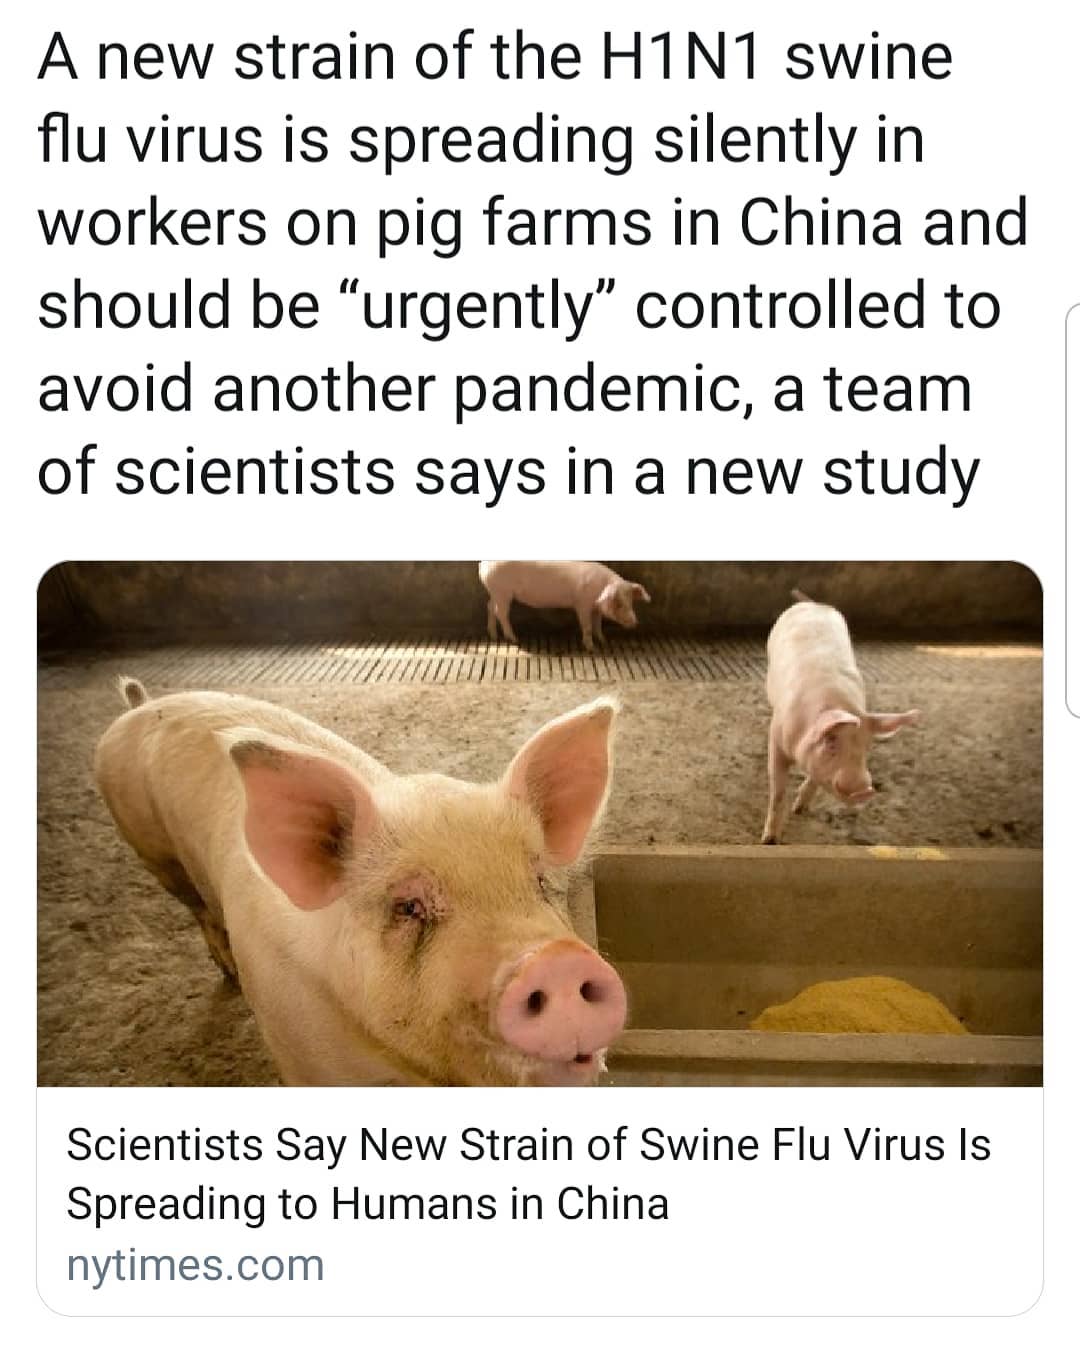 A new strain of the H1N1 swine
flu virus is spreading silently in
workers on pig farms in China and
should be “urgently” controlled to
avoid another pandemic, a team
of scientists says in a new study
Scientists Say New Strain of Swine Flu Virus Is
Spreading to Humans in China
nytimes.com